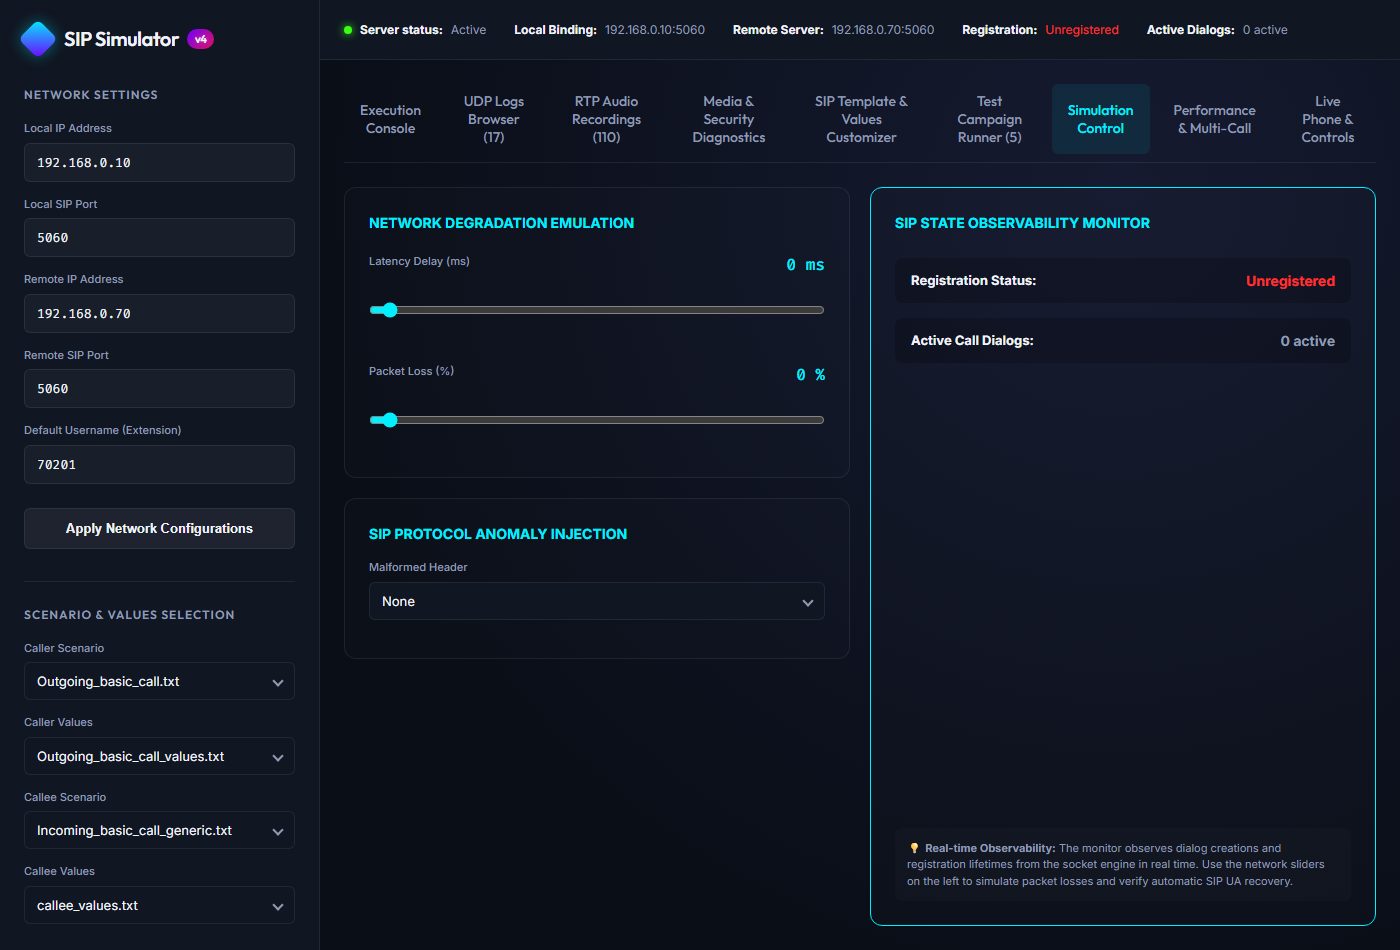 SIP Simulator v4
NETWORK SETTINGS
Local IP Address
192.168.0.10
Local SIP Port
5060
Remote IP Address
192.168.0.70
Remote SIP Port
5060
Default Username (Extension)
70201
Apply Network Configurations
SCENARIO & VALUES SELECTION
Caller Scenario
Outgoing_basic_call.txt
Caller Values
Outgoing_basic_call_values.txt
Callee Scenario
Incoming_basic_call_generic.txt
Callee Values
callee_values.txt
Server status: Active Local Binding: 192.168.0.10:5060 Remote Server: 192.168.0.70:5060 Registration: Unregistered Active Dialogs: 0 active
Execution
Console
UDP Logs
Browser
(17)
RTP Audio
Recordings
(110)
Media &
Security
Diagnostics
SIP Template &
Values
Customizer
Test
Campaign
Runner (5)
Simulation
Control
Performance
& Multi-Call
Live
Phone &
Controls
NETWORK DEGRADATION EMULATION
Latency Delay (ms)
0 ms
Packet Loss (%)
0 %
SIP PROTOCOL ANOMALY INJECTION
Malformed Header
None
SIP STATE OBSERVABILITY MONITOR
Registration Status: Unregistered
Active Call Dialogs: 0 active
Real-time Observability: The monitor observes dialog creations and
registration lifetimes from the socket engine in real time. Use the network sliders
on the left to simulate packet losses and verify automatic SIP UA recovery.